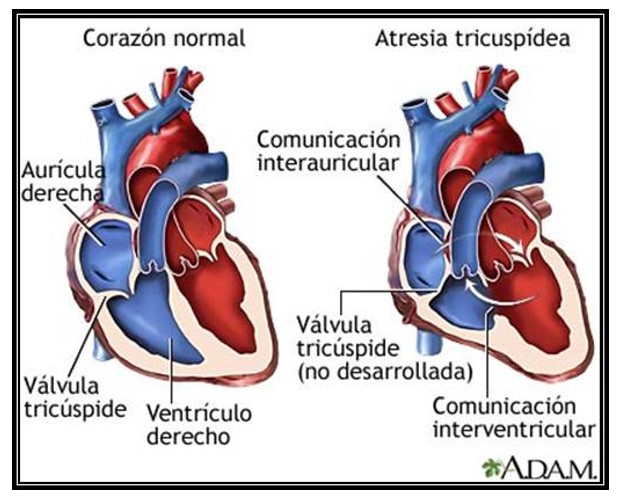 Corazón normal
Atresia tricuspídea
Comunicación
interauricular
Aurícula
derecha
Válvula
tricúspide
(no desarrollada)
Válvula
tricúspide
Ventrículo
derecho
Comunicación
interventricular
A.D.A.M.